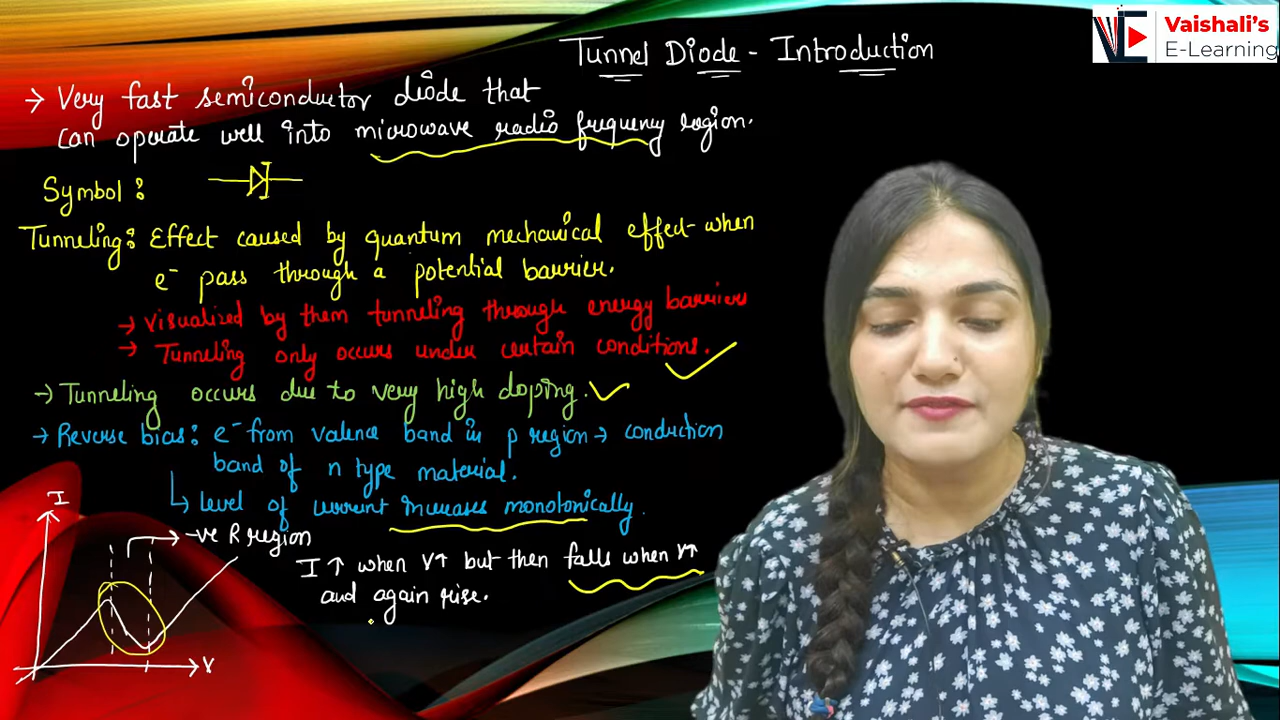 Vaishali's
E-Learning
Tunnel Diode - Introduction
→ Very fast semiconductor diode that
can operate well into microwave radio frequency region.
Symbol :
Tunneling: Effect caused by quantum mechanical effect when
e⁻ pass through a potential barrier.
→ visualized by them tunneling through energy barriers
→ Tunneling only occurs under certain conditions.
→ Tunneling occurs due to very high doping.
→ Reverse bias: e⁻ from valence band in p region → conduction
band of n type material.
↳ level of current increases monotonically.
I
→ -ve R region
I ↑ when V↑ but then falls when V↑
and again rise.
V